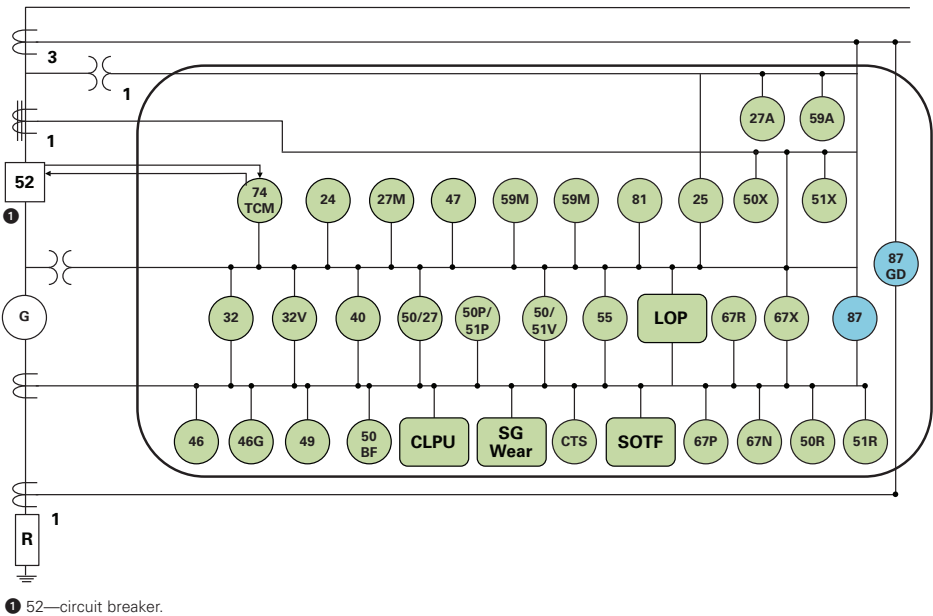 3
1
27A
59A
1
52
❶
74
TCM
24
27M
47
59M
59M
81
25
50X
51X
87
GD
G
32
32V
40
50/27
50P/
51P
50/
51V
55
LOP
67R
67X
87
46
46G
49
50
BF
CLPU
SG
Wear
CTS
SOTF
67P
67N
50R
51R
1
R
❶ 52—circuit breaker.